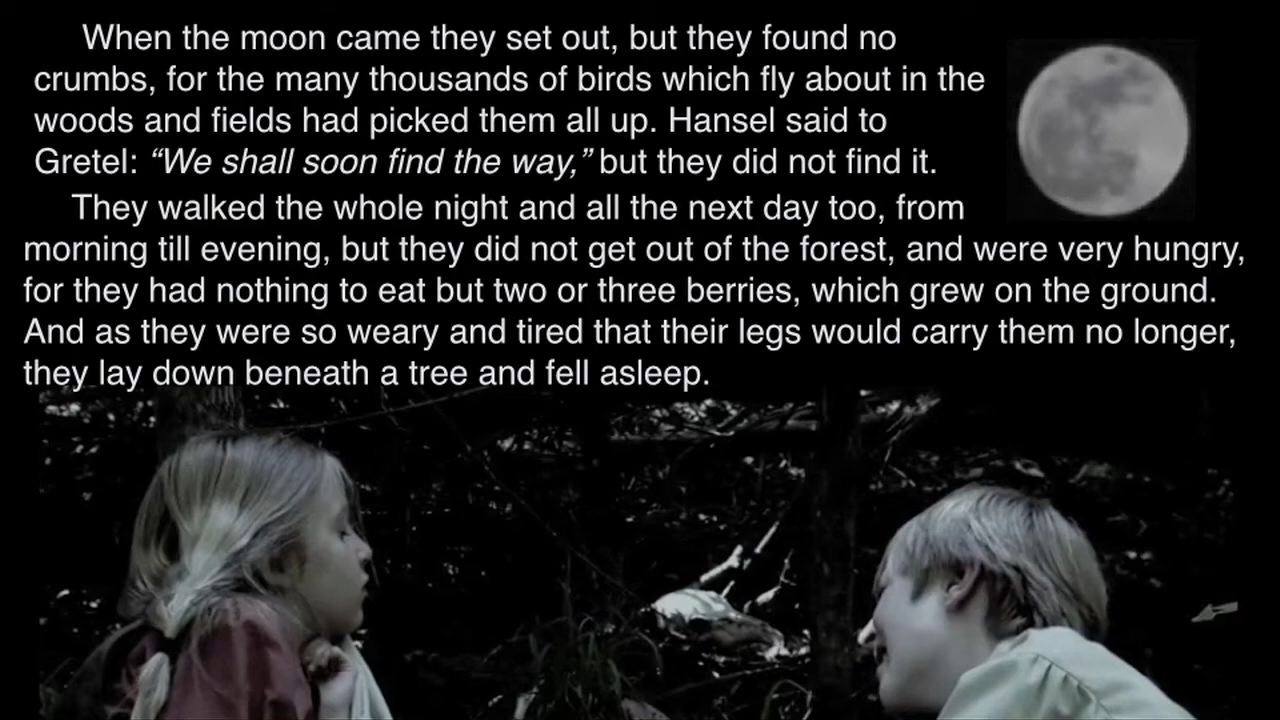 When the moon came they set out, but they found no
crumbs, for the many thousands of birds which fly about in the
woods and fields had picked them all up. Hansel said to
Gretel: “We shall soon find the way,” but they did not find it.
They walked the whole night and all the next day too, from
morning till evening, but they did not get out of the forest, and were very hungry,
for they had nothing to eat but two or three berries, which grew on the ground.
And as they were so weary and tired that their legs would carry them no longer,
they lay down beneath a tree and fell asleep.